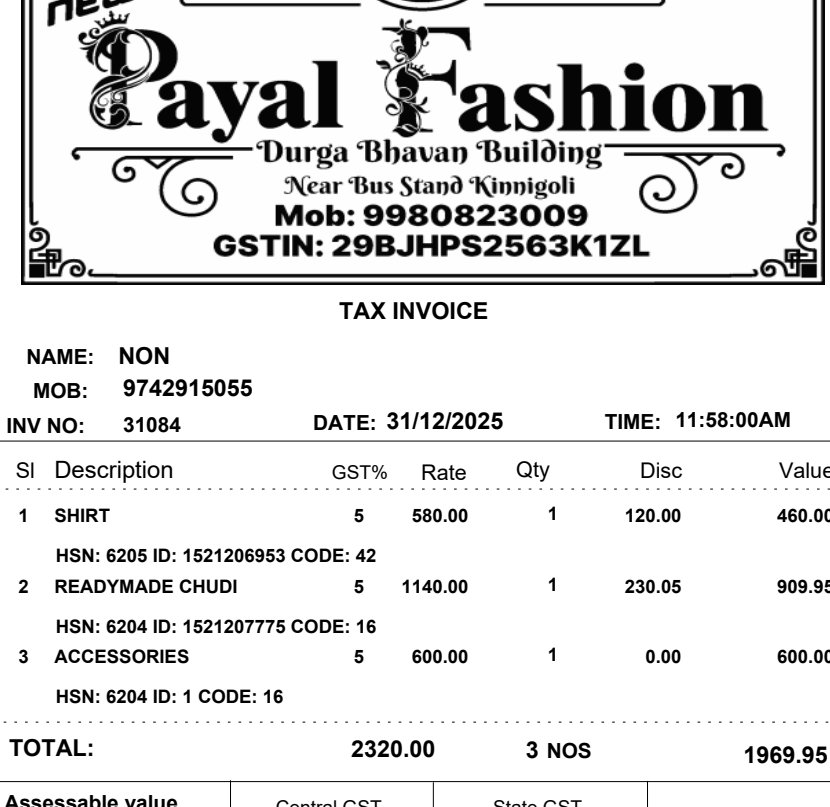 new
Payal Fashion
Durga Bhavan Building
Near Bus Stand Kinnigoli
Mob: 9980823009
GSTIN: 29BJHPS2563K1ZL
TAX INVOICE
NAME: NON
MOB: 9742915055
INV NO: 31084 DATE: 31/12/2025 TIME: 11:58:00AM
Sl Description GST% Rate Qty Disc Value
1 SHIRT 5 580.00 1 120.00 460.00
HSN: 6205 ID: 1521206953 CODE: 42
2 READYMADE CHUDI 5 1140.00 1 230.05 909.95
HSN: 6204 ID: 1521207775 CODE: 16
3 ACCESSORIES 5 600.00 1 0.00 600.00
HSN: 6204 ID: 1 CODE: 16
TOTAL: 2320.00 3 NOS 1969.95
Assessable value Central GST State GST